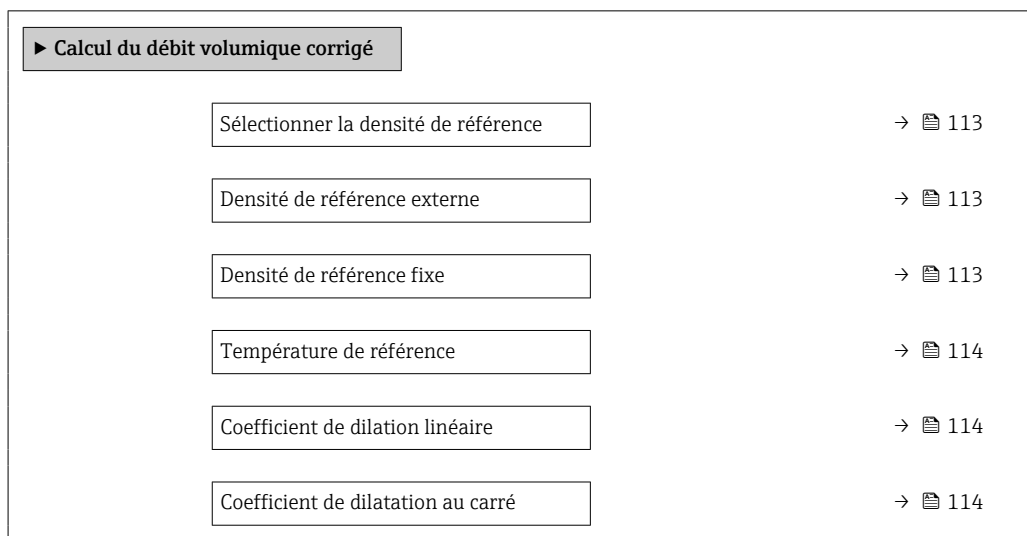 ▶ Calcul du débit volumique corrigé
Sélectionner la densité de référence → 113
Densité de référence externe → 113
Densité de référence fixe → 113
Température de référence → 114
Coefficient de dilation linéaire → 114
Coefficient de dilatation au carré → 114